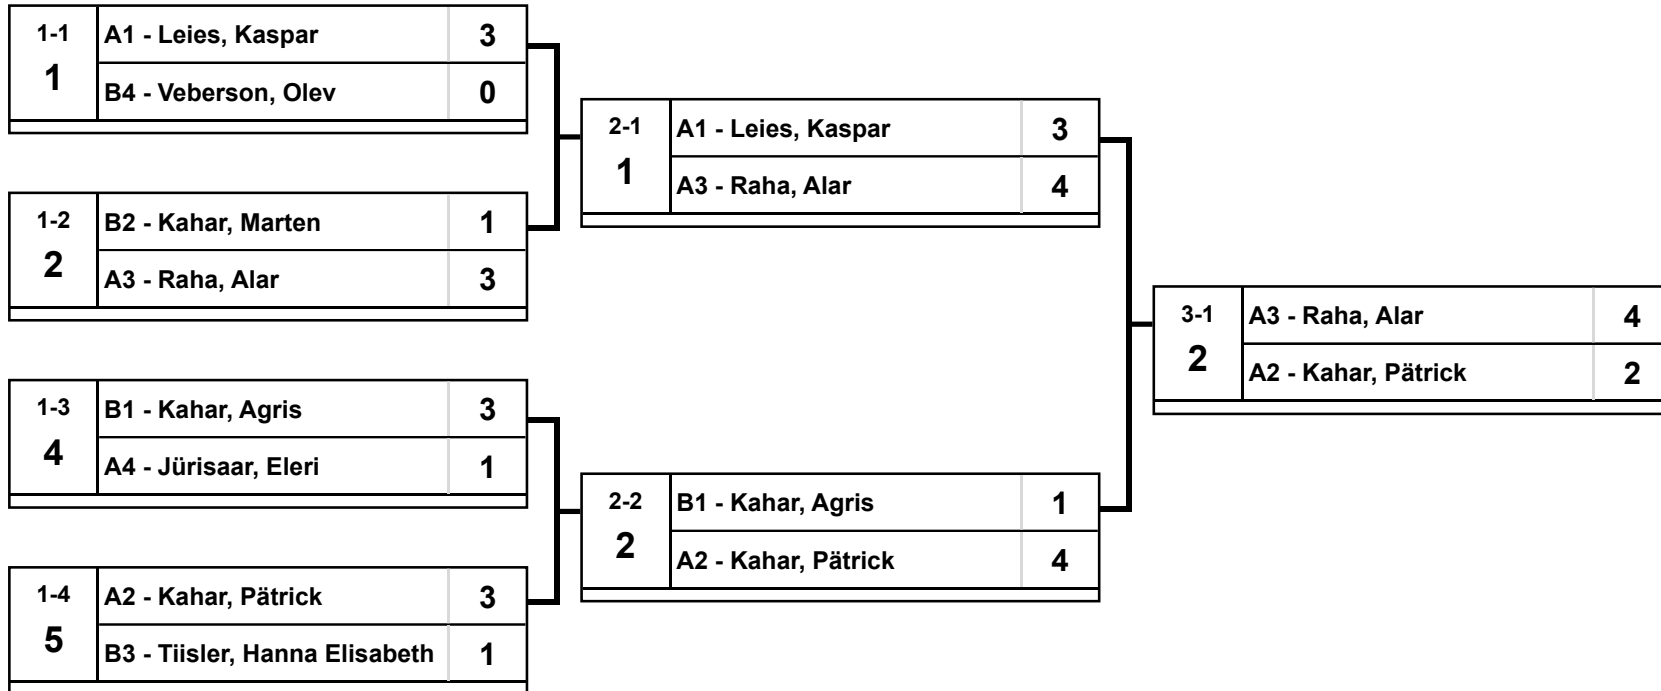 1-1
1
A1 - Leies, Kaspar 3
B4 - Veberson, Olev 0
1-2
2
B2 - Kahar, Marten 1
A3 - Raha, Alar 3
1-3
4
B1 - Kahar, Agris 3
A4 - Jürisaar, Eleri 1
1-4
5
A2 - Kahar, Pätrick 3
B3 - Tiisler, Hanna Elisabeth 1
2-1
1
A1 - Leies, Kaspar 3
A3 - Raha, Alar 4
2-2
2
B1 - Kahar, Agris 1
A2 - Kahar, Pätrick 4
3-1
2
A3 - Raha, Alar 4
A2 - Kahar, Pätrick 2